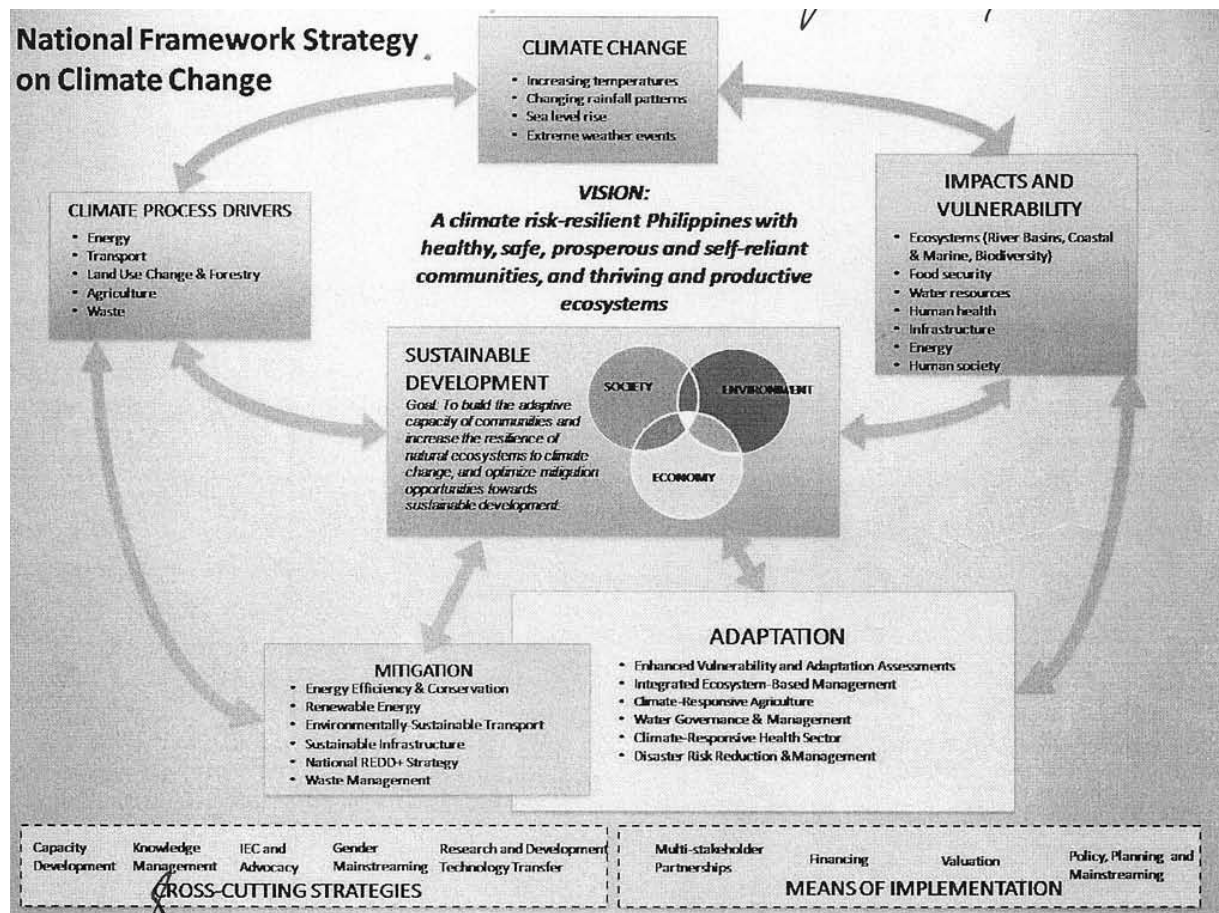 National Framework Strategy
on Climate Change
CLIMATE CHANGE
• Increasing temperatures
• Changing rainfall patterns
• Sea level rise
• Extreme weather events
CLIMATE PROCESS DRIVERS
• Energy
• Transport
• Land Use Change & Forestry
• Agriculture
• Waste
VISION:
A climate risk-resilient Philippines with
healthy, safe, prosperous and self-reliant
communities, and thriving and productive
ecosystems
IMPACTS AND
VULNERABILITY
• Ecosystems (River Basins, Coastal
& Marine, Biodiversity)
• Food security
• Water resources
• Human health
• Infrastructure
• Energy
• Human society
SUSTAINABLE
DEVELOPMENT
Goal: To build the adaptive
capacity of communities and
increase the resilience of
natural ecosystems to climate
change, and optimize mitigation
opportunities towards
sustainable development.
SOCIETY
ENVIRONMENT
ECONOMY
MITIGATION
• Energy Efficiency & Conservation
• Renewable Energy
• Environmentally-Sustainable Transport
• Sustainable Infrastructure
• National REDD+ Strategy
• Waste Management
ADAPTATION
• Enhanced Vulnerability and Adaptation Assessments
• Integrated Ecosystem-Based Management
• Climate-Responsive Agriculture
• Water Governance & Management
• Climate-Responsive Health Sector
• Disaster Risk Reduction &Management
Capacity
Development
Knowledge
Management
IEC and
Advocacy
Gender
Mainstreaming
Research and Development
Technology Transfer
CROSS-CUTTING STRATEGIES
Multi-stakeholder
Partnerships
Financing
Valuation
Policy, Planning and
Mainstreaming
MEANS OF IMPLEMENTATION